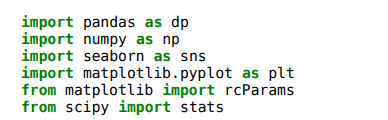 import pandas as dp
import numpy as np
import seaborn as sns
import matplotlib.pyplot as plt
from matplotlib import rcParams
from scipy import stats